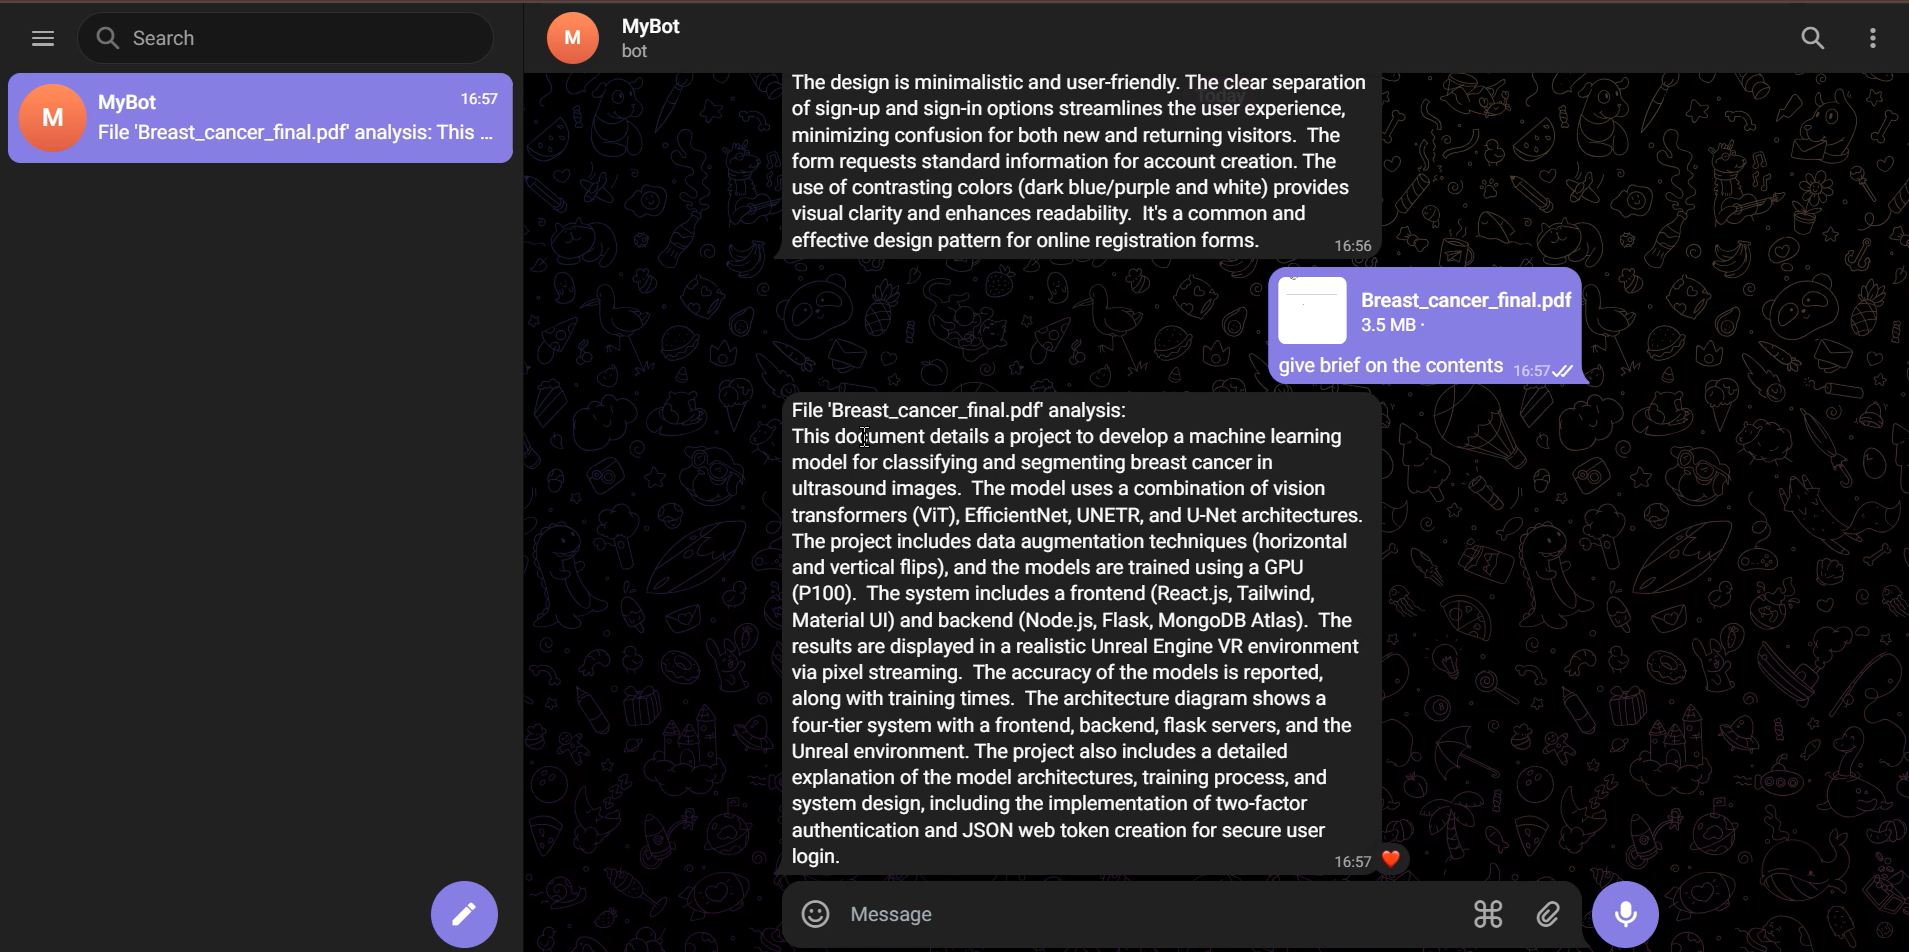 Search
M
MyBot
16:57
File 'Breast_cancer_final.pdf' analysis: This ...
M
MyBot
bot
Today
The design is minimalistic and user-friendly. The clear separation
of sign-up and sign-in options streamlines the user experience,
minimizing confusion for both new and returning visitors. The
form requests standard information for account creation. The
use of contrasting colors (dark blue/purple and white) provides
visual clarity and enhances readability. It's a common and
effective design pattern for online registration forms.
16:56
Breast_cancer_final.pdf
3.5 MB ·
give brief on the contents 16:57
File 'Breast_cancer_final.pdf' analysis:
This document details a project to develop a machine learning
model for classifying and segmenting breast cancer in
ultrasound images. The model uses a combination of vision
transformers (ViT), EfficientNet, UNETR, and U-Net architectures.
The project includes data augmentation techniques (horizontal
and vertical flips), and the models are trained using a GPU
(P100). The system includes a frontend (React.js, Tailwind,
Material UI) and backend (Node.js, Flask, MongoDB Atlas). The
results are displayed in a realistic Unreal Engine VR environment
via pixel streaming. The accuracy of the models is reported,
along with training times. The architecture diagram shows a
four-tier system with a frontend, backend, flask servers, and the
Unreal environment. The project also includes a detailed
explanation of the model architectures, training process, and
system design, including the implementation of two-factor
authentication and JSON web token creation for secure user
login.
16:57
Message